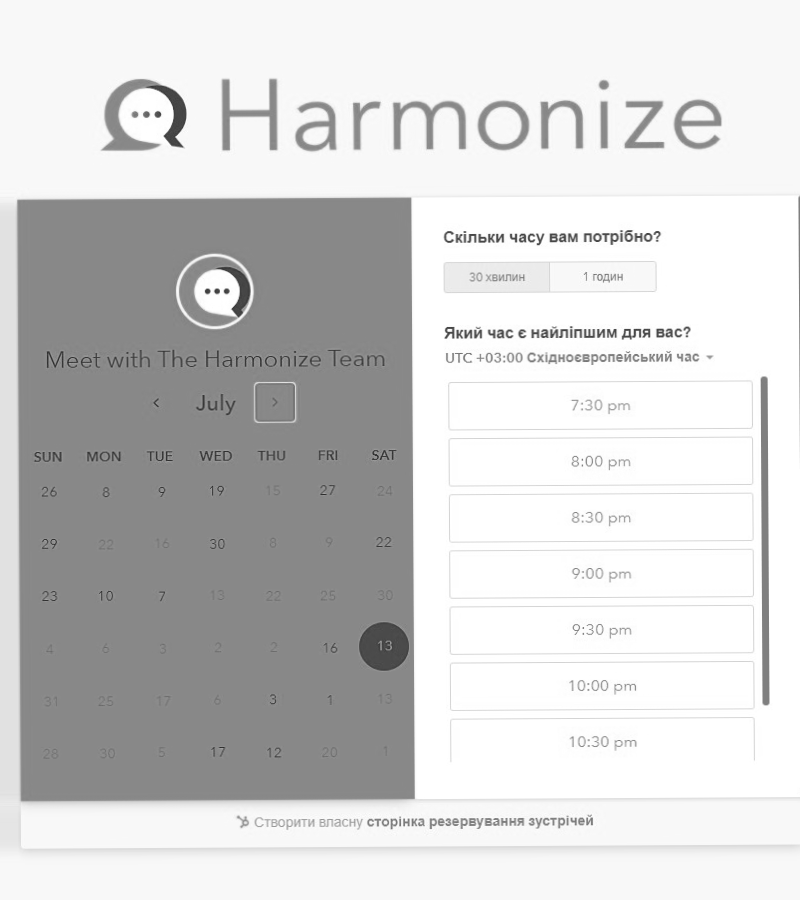 Harmonize
Meet with The Harmonize Team
July
SUN MON TUE WED THU FRI SAT
26 8 9 19 15 27 24
29 22 16 30 8 9 22
23 10 7 13 22 25 30
4 6 3 2 2 16 13
31 25 17 6 3 1 13
28 30 5 17 12 20 1
Скільки часу вам потрібно?
30 хвилин 1 годин
Який час є найліпшим для вас?
UTC +03:00 Східноєвропейський час
7:30 pm
8:00 pm
8:30 pm
9:00 pm
9:30 pm
10:00 pm
10:30 pm
Створити власну сторінка резервування зустрічей